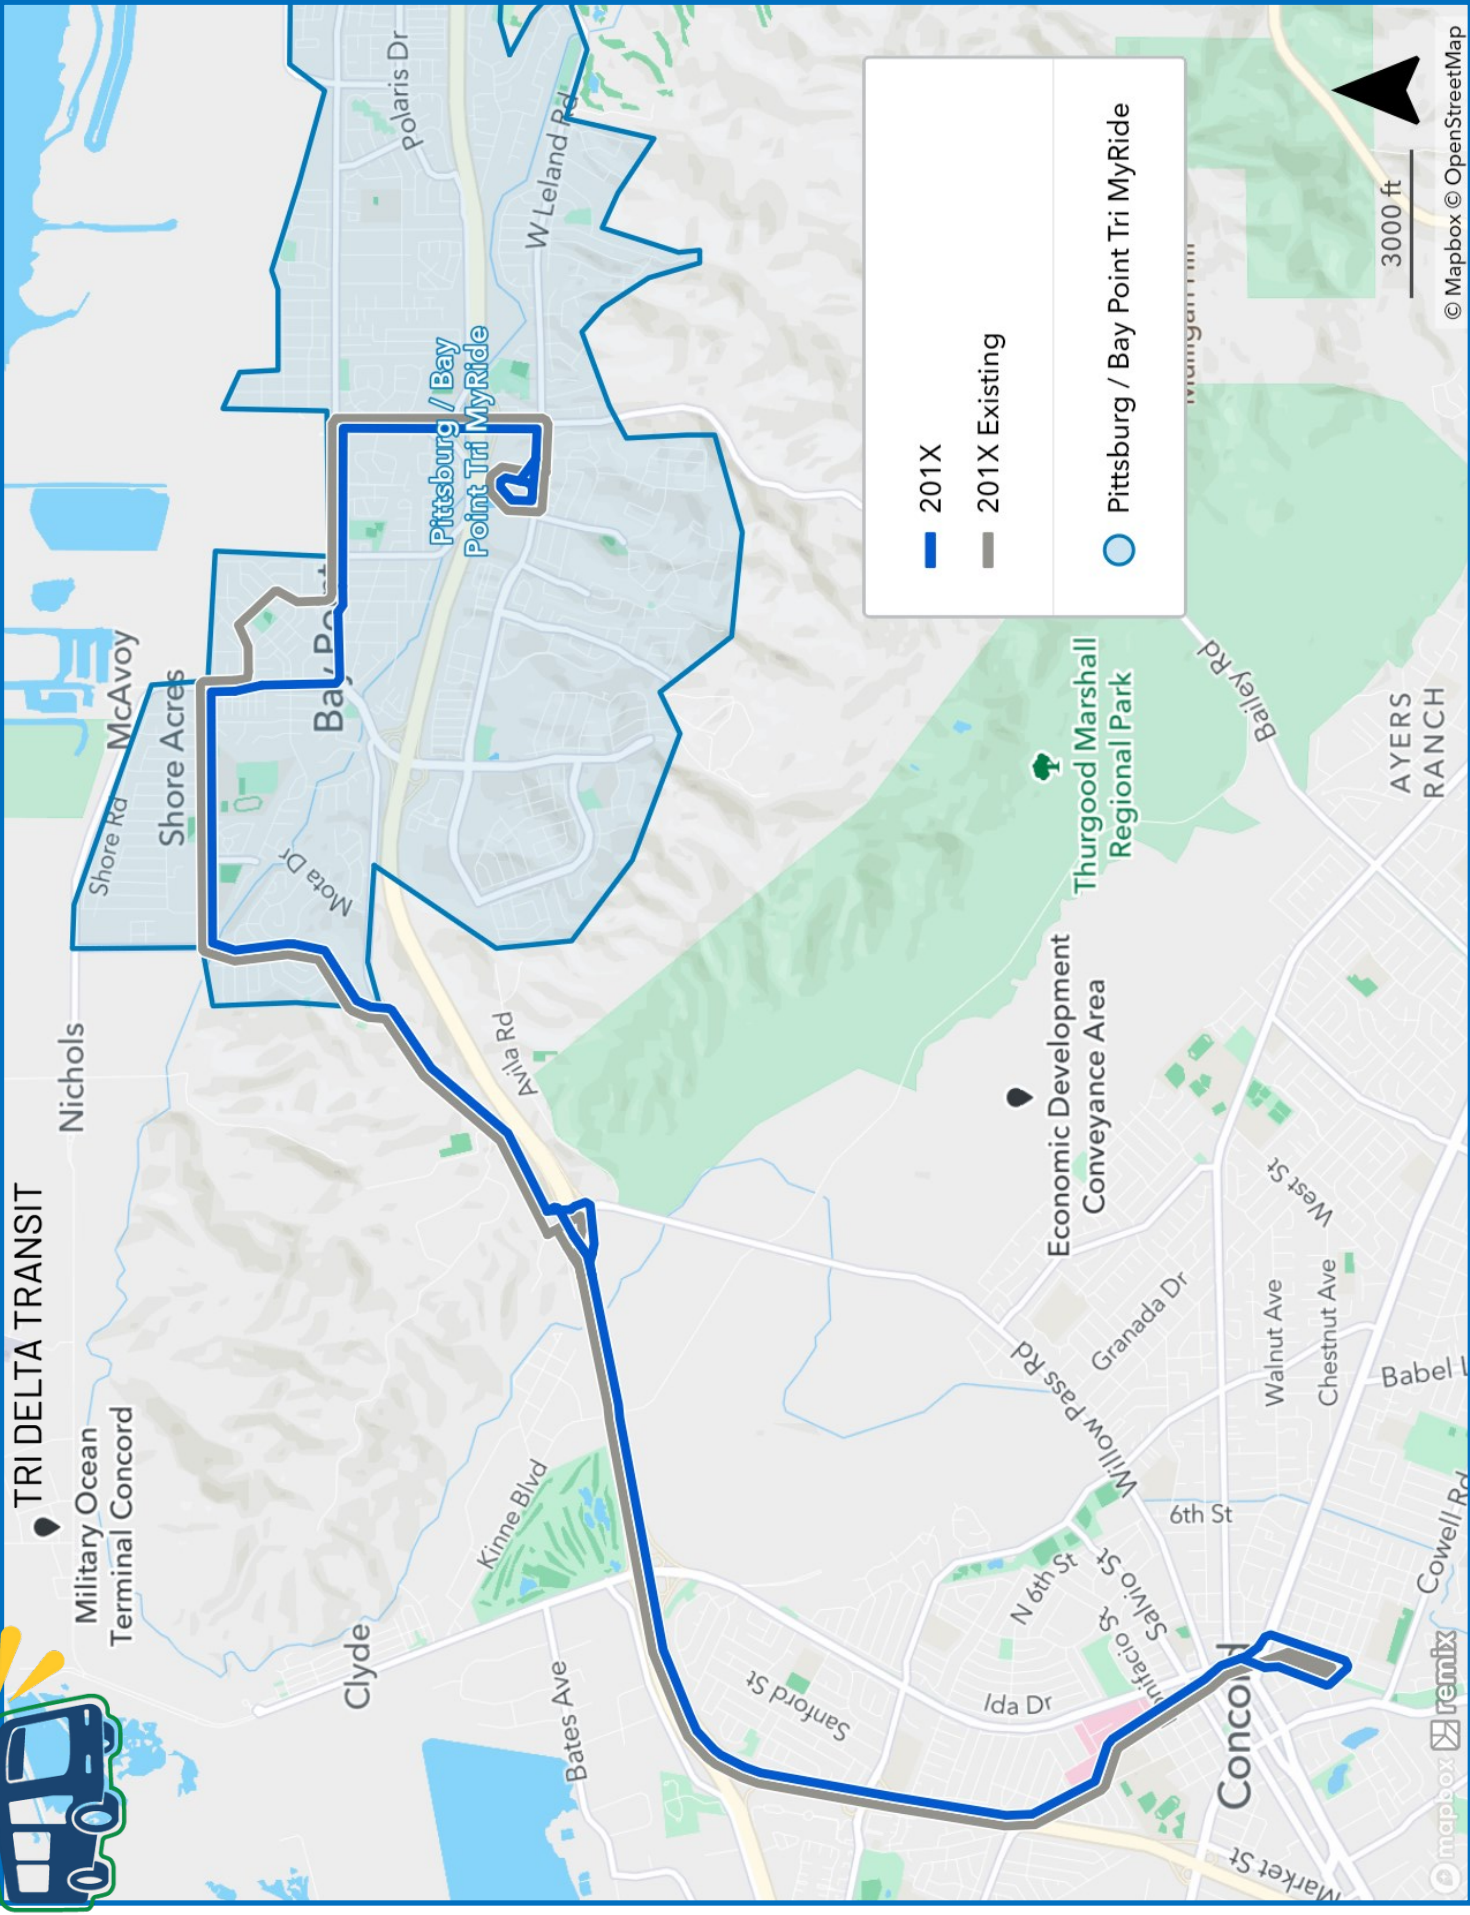 TRI DELTA TRANSIT
Military Ocean
Terminal Concord
Nichols
Shore Rd
McAvoy
Shore Acres
Mota Dr
Polaris Dr
W Leland Rd
Pittsburg / Bay
Point Tri MyRide
Clyde
Kinne Blvd
Avila Rd
Bates Ave
Sanford St
Ida Dr
N 6th St
Salvio St
6th St
Willow Pass Rd
Granada Dr
Economic Development
Conveyance Area
Thurgood Marshall
Regional Park
201X
201X Existing
Pittsburg / Bay Point Tri MyRide
Bailey Rd
AYERS
RANCH
West St
Walnut Ave
Chestnut Ave
Babel L
Cowell Rd
Concord
Market St
3000 ft
mapbox remix
© Mapbox © OpenStreetMap